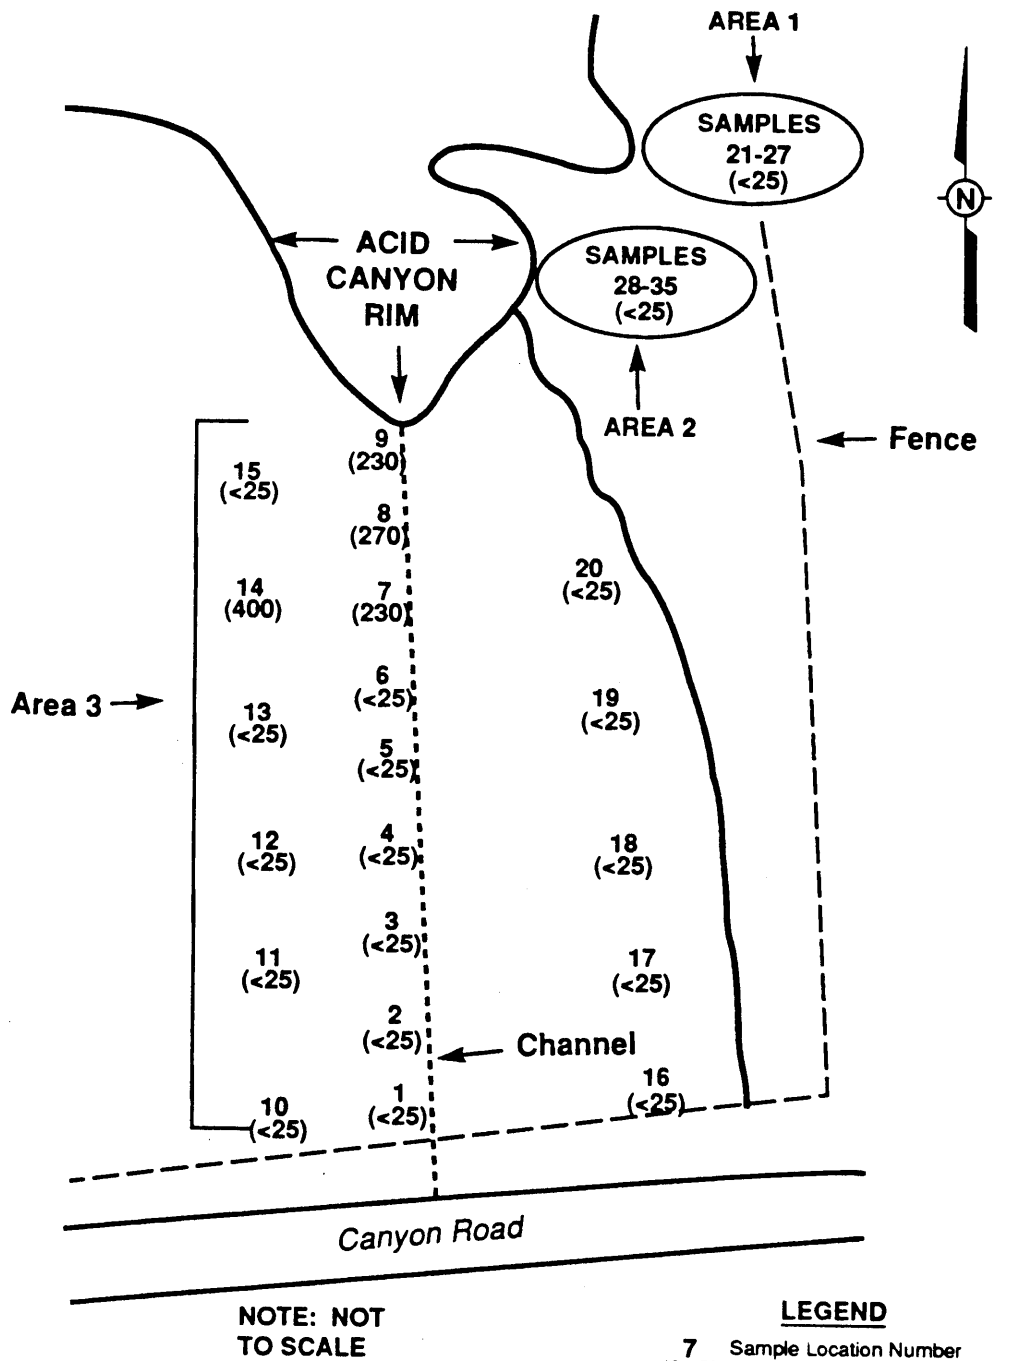 AREA 1
SAMPLES
21-27
(<25)
N
ACID
CANYON
RIM
SAMPLES
28-35
(<25)
AREA 2
Fence
9
(230)
15
(<25)
8
(270)
20
(<25)
14
(400)
7
(230)
6
(<25)
Area 3
13
(<25)
19
(<25)
5
(<25)
12
(<25)
4
(<25)
18
(<25)
3
(<25)
11
(<25)
17
(<25)
2
(<25)
Channel
16
(<25)
1
(<25)
10
(<25)
Canyon Road
NOTE: NOT
TO SCALE
LEGEND
7 Sample Location Number